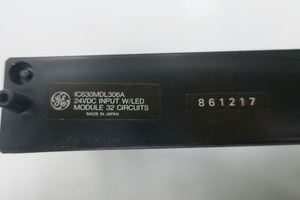 IC630MDL306A
24VDC INPUT W/LED
MODULE 32 CIRCUITS
MADE IN JAPAN
861217